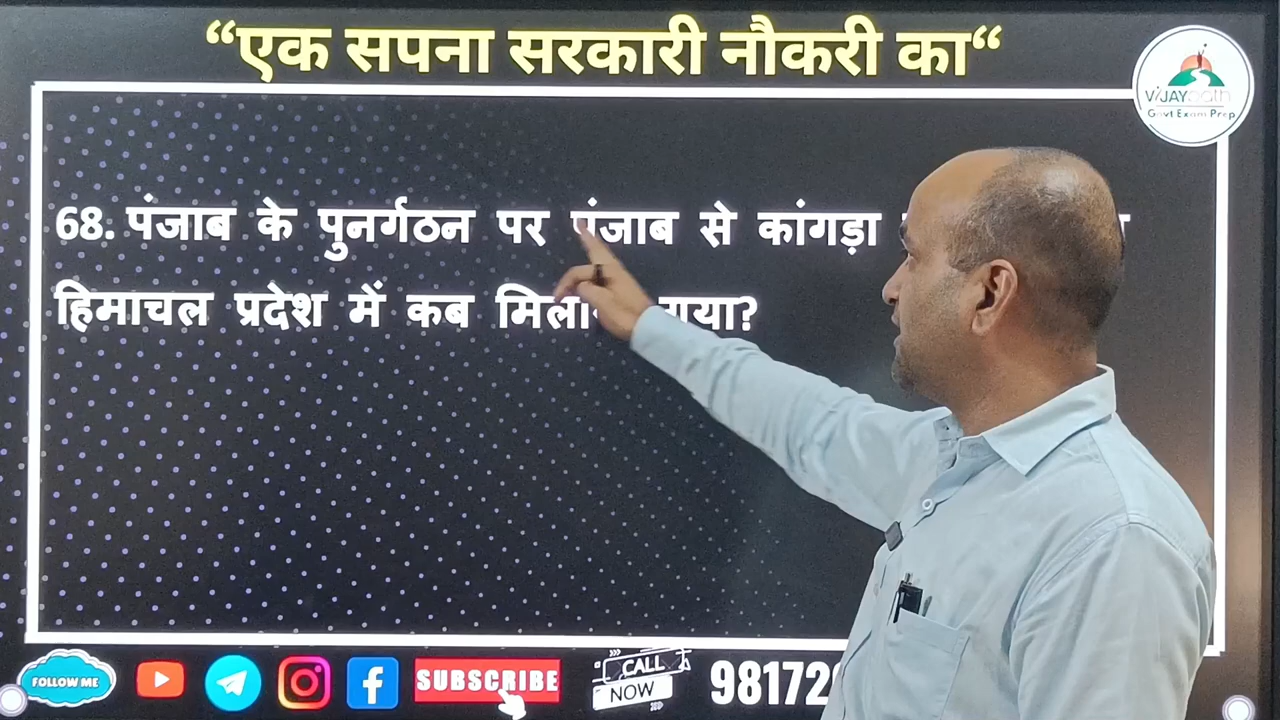 “एक सपना सरकारी नौकरी का“
VIJAY
Govt Exam Prep
68. पंजाब के पुनर्गठन पर पंजाब से कांगड़ा
हिमाचल प्रदेश में कब गया?
FOLLOW ME
SUBSCRIBE
CALL
NOW
98172